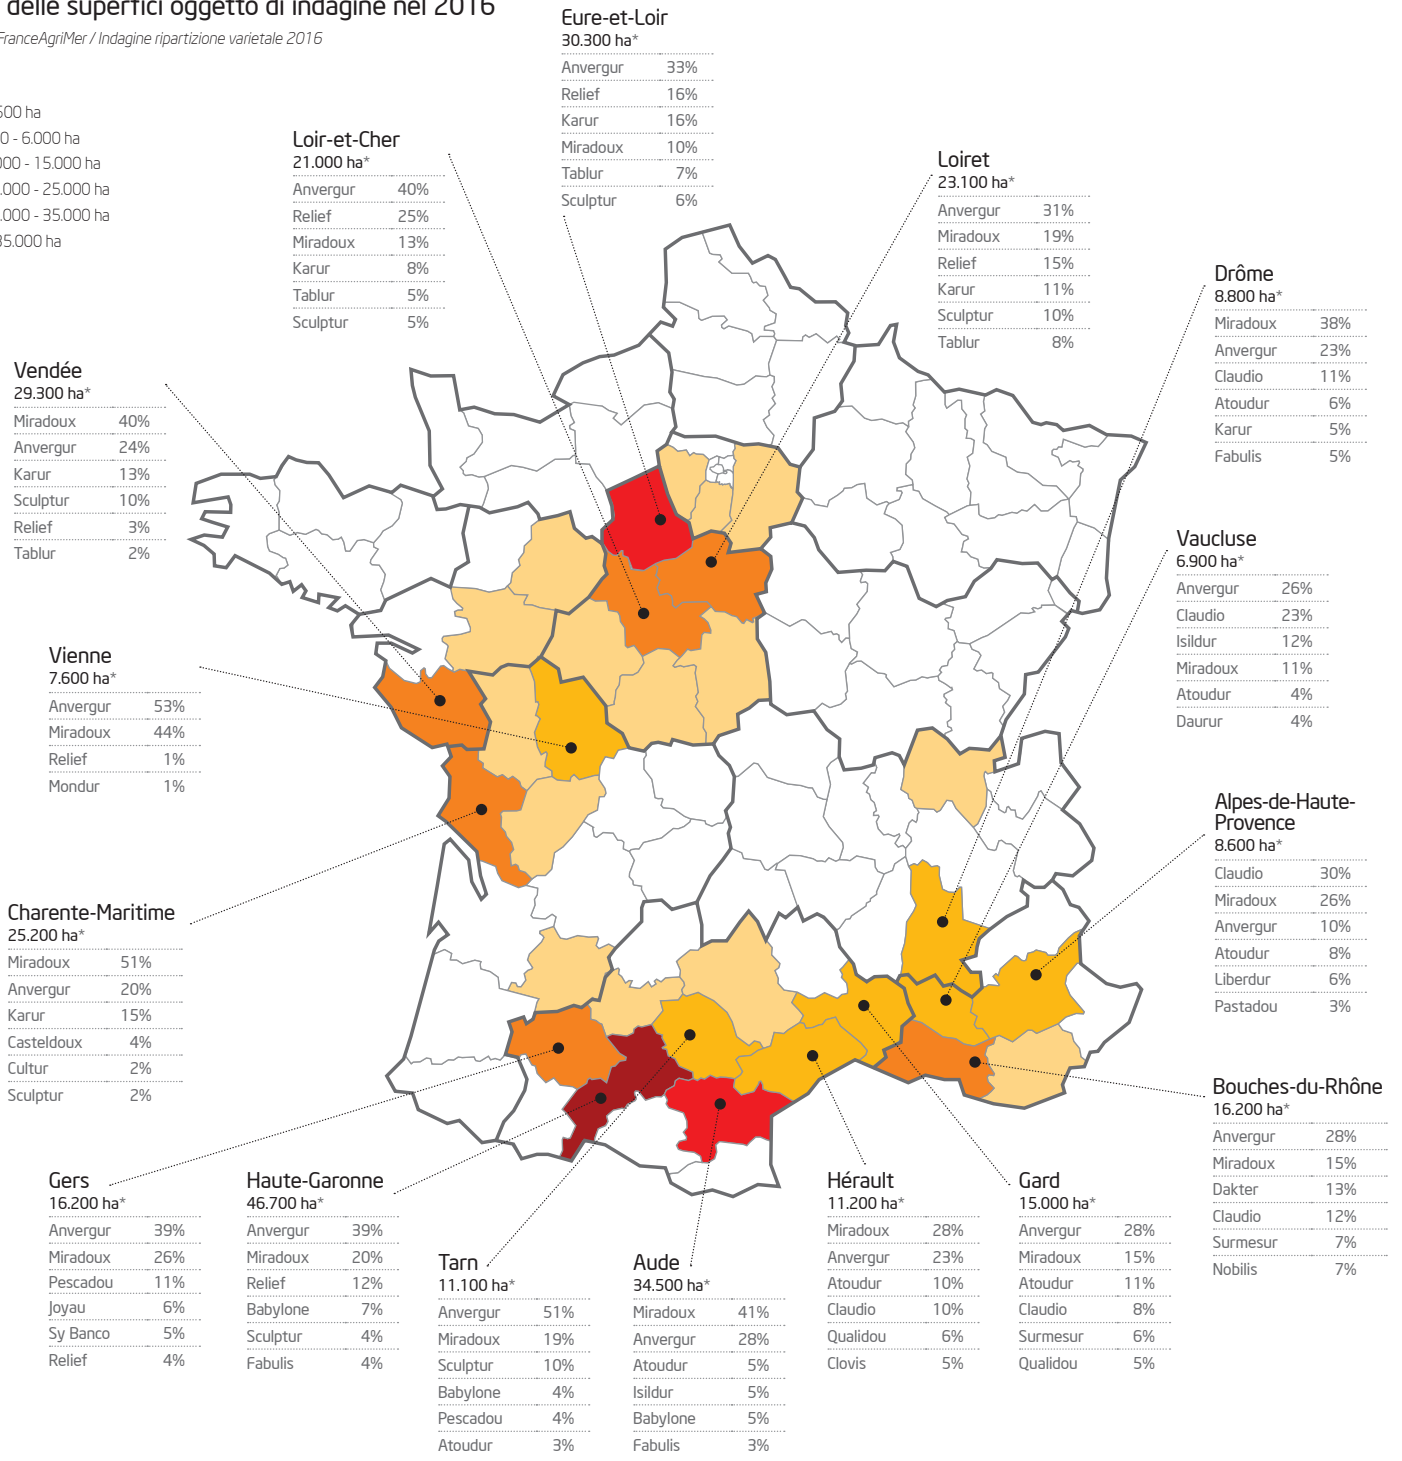 delle superfici oggetto di indagine nel 2016
FranceAgriMer / Indagine ripartizione varietale 2016
500 ha
0 - 6.000 ha
000 - 15.000 ha
.000 - 25.000 ha
.000 - 35.000 ha
35.000 ha
Eure-et-Loir
30.300 ha*
Anvergur 33%
Relief 16%
Karur 16%
Miradoux 10%
Tablur 7%
Sculptur 6%
Loir-et-Cher
21.000 ha*
Anvergur 40%
Relief 25%
Miradoux 13%
Karur 8%
Tablur 5%
Sculptur 5%
Loiret
23.100 ha*
Anvergur 31%
Miradoux 19%
Relief 15%
Karur 11%
Sculptur 10%
Tablur 8%
Drôme
8.800 ha*
Miradoux 38%
Anvergur 23%
Claudio 11%
Atoudur 6%
Karur 5%
Fabulis 5%
Vendée
29.300 ha*
Miradoux 40%
Anvergur 24%
Karur 13%
Sculptur 10%
Relief 3%
Tablur 2%
Vaucluse
6.900 ha*
Anvergur 26%
Claudio 23%
Isildur 12%
Miradoux 11%
Atoudur 4%
Daurur 4%
Vienne
7.600 ha*
Anvergur 53%
Miradoux 44%
Relief 1%
Mondur 1%
Alpes-de-Haute-
Provence
8.600 ha*
Claudio 30%
Miradoux 26%
Anvergur 10%
Atoudur 8%
Liberdur 6%
Pastadou 3%
Charente-Maritime
25.200 ha*
Miradoux 51%
Anvergur 20%
Karur 15%
Casteldoux 4%
Cultur 2%
Sculptur 2%
Bouches-du-Rhône
16.200 ha*
Anvergur 28%
Miradoux 15%
Dakter 13%
Claudio 12%
Surmesur 7%
Nobilis 7%
Gers
16.200 ha*
Anvergur 39%
Miradoux 26%
Pescadou 11%
Joyau 6%
Sy Banco 5%
Relief 4%
Haute-Garonne
46.700 ha*
Anvergur 39%
Miradoux 20%
Relief 12%
Babylone 7%
Sculptur 4%
Fabulis 4%
Tarn
11.100 ha*
Anvergur 51%
Miradoux 19%
Sculptur 10%
Babylone 4%
Pescadou 4%
Atoudur 3%
Aude
34.500 ha*
Miradoux 41%
Anvergur 28%
Atoudur 5%
Isildur 5%
Babylone 5%
Fabulis 3%
Hérault
11.200 ha*
Miradoux 28%
Anvergur 23%
Atoudur 10%
Claudio 10%
Qualidou 6%
Clovis 5%
Gard
15.000 ha*
Anvergur 28%
Miradoux 15%
Atoudur 11%
Claudio 8%
Surmesur 6%
Qualidou 5%